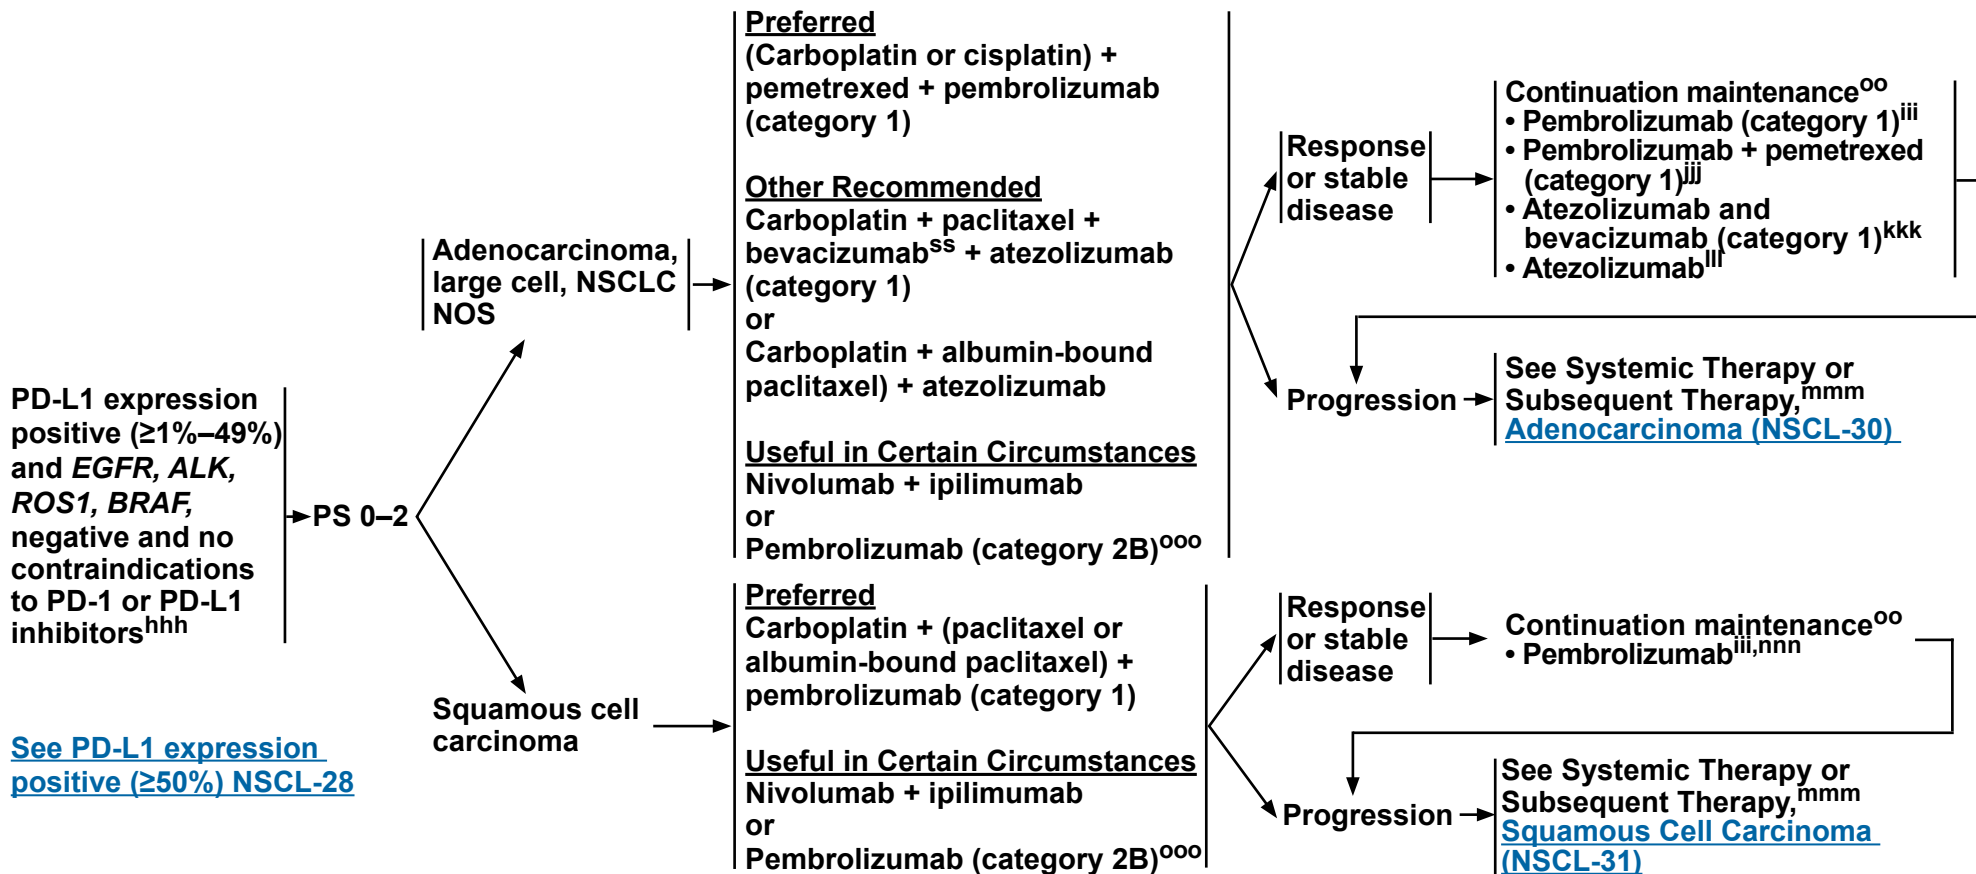 PD-L1 expression
positive (≥1%–49%)
and EGFR, ALK,
ROS1, BRAF,
negative and no
contraindications
to PD-1 or PD-L1
inhibitorshhh
See PD-L1 expression
positive (≥50%) NSCL-28
PS 0–2
Adenocarcinoma,
large cell, NSCLC
NOS
Preferred
(Carboplatin or cisplatin) +
pemetrexed + pembrolizumab
(category 1)
Other Recommended
Carboplatin + paclitaxel +
bevacizumabss + atezolizumab
(category 1)
or
Carboplatin + albumin-bound
paclitaxel) + atezolizumab
Useful in Certain Circumstances
Nivolumab + ipilimumab
or
Pembrolizumab (category 2B)ooo
Response
or stable
disease
Continuation maintenanceoo
• Pembrolizumab (category 1)iii
• Pembrolizumab + pemetrexed
(category 1)jjj
• Atezolizumab and
bevacizumab (category 1)kkk
• Atezolizumablll
Progression
See Systemic Therapy or
Subsequent Therapy,mmm
Adenocarcinoma (NSCL-30)
Squamous cell
carcinoma
Preferred
Carboplatin + (paclitaxel or
albumin-bound paclitaxel) +
pembrolizumab (category 1)
Useful in Certain Circumstances
Nivolumab + ipilimumab
or
Pembrolizumab (category 2B)ooo
Response
or stable
disease
Continuation maintenanceoo
• Pembrolizumabiii,nnn
Progression
See Systemic Therapy or
Subsequent Therapy,mmm
Squamous Cell Carcinoma
(NSCL-31)